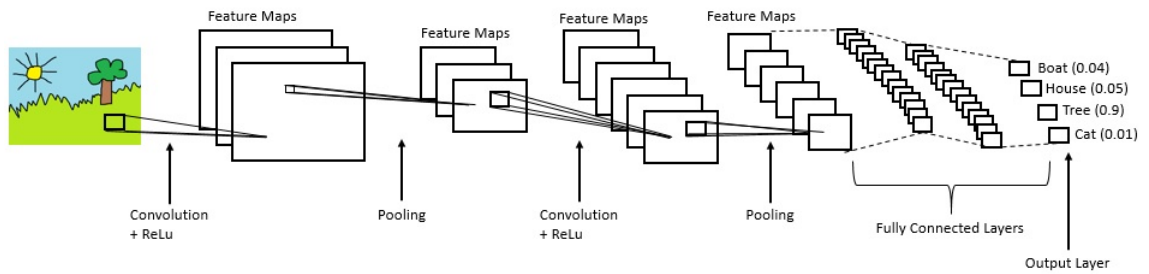 Feature Maps
Feature Maps
Feature Maps
Feature Maps
Boat (0.04)
House (0.05)
Tree (0.9)
Cat (0.01)
Convolution
+ ReLu
Pooling
Convolution
+ ReLu
Pooling
Fully Connected Layers
Output Layer